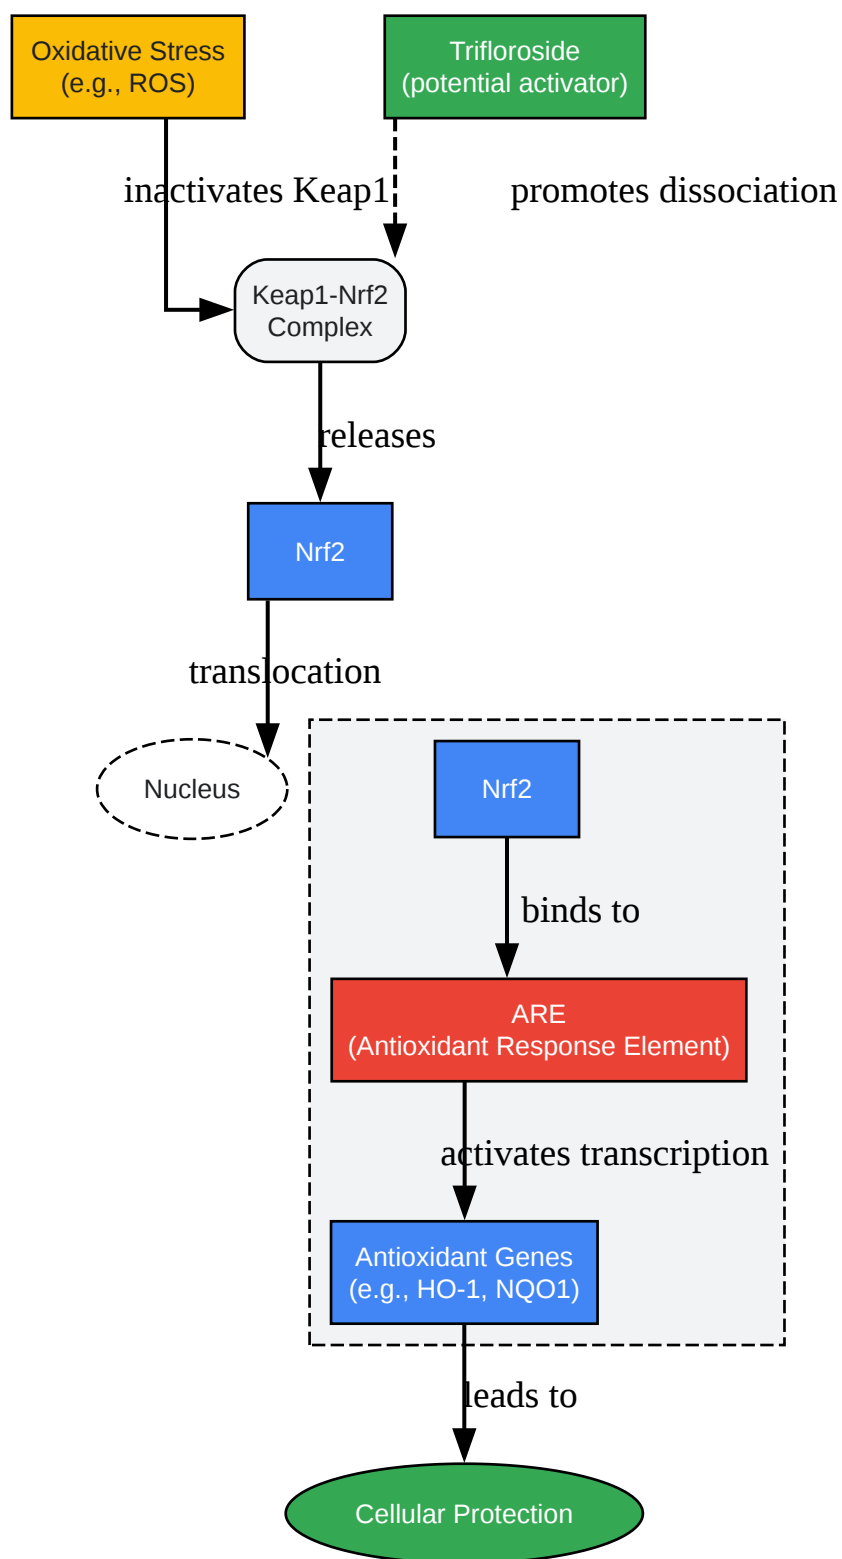 Oxidative Stress
(e.g., ROS)
Trifloroside
(potential activator)
inactivates Keap1
promotes dissociation
Keap1-Nrf2
Complex
releases
Nrf2
translocation
Nucleus
Nrf2
binds to
ARE
(Antioxidant Response Element)
activates transcription
Antioxidant Genes
(e.g., HO-1, NQO1)
leads to
Cellular Protection